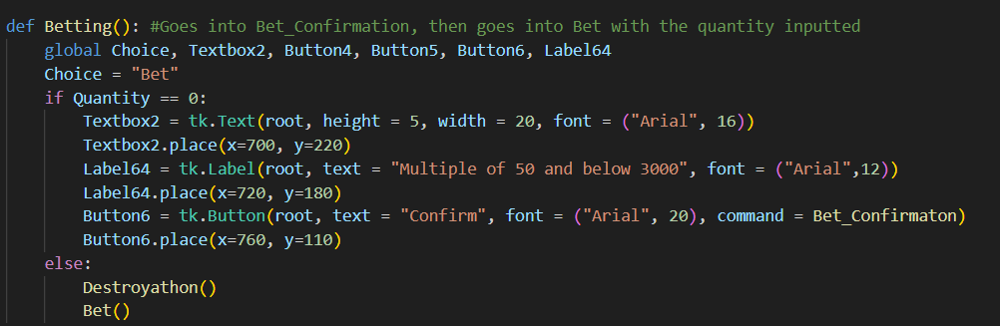 def Betting(): #Goes into Bet_Confirmation, then goes into Bet with the quantity inputted
    global Choice, Textbox2, Button4, Button5, Button6, Label64
    Choice = "Bet"
    if Quantity == 0:
        Textbox2 = tk.Text(root, height = 5, width = 20, font = ("Arial", 16))
        Textbox2.place(x=700, y=220)
        Label64 = tk.Label(root, text = "Multiple of 50 and below 3000", font = ("Arial",12))
        Label64.place(x=720, y=180)
        Button6 = tk.Button(root, text = "Confirm", font = ("Arial", 20), command = Bet_Confirmaton)
        Button6.place(x=760, y=110)
    else:
        Destroyathon()
        Bet()